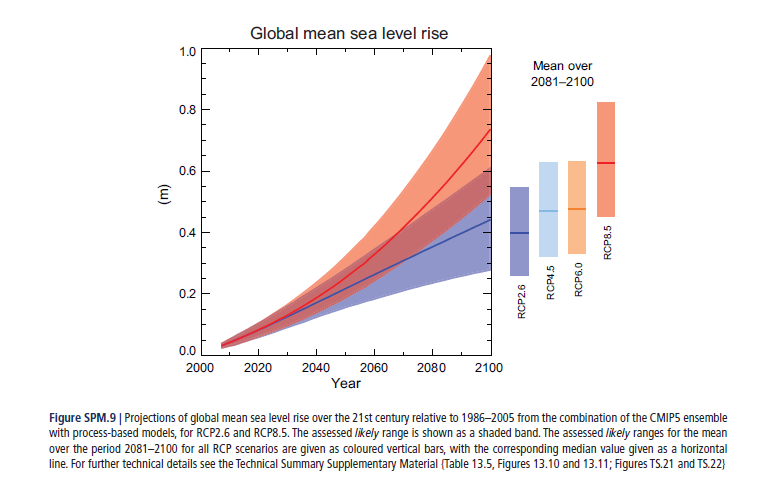 Global mean sea level rise
1.0
0.8
0.6
0.4
0.2
0.0
(m)
2000 2020 2040 2060 2080 2100
Year
Mean over
2081–2100
RCP2.6
RCP4.5
RCP6.0
RCP8.5
Figure SPM.9 | Projections of global mean sea level rise over the 21st century relative to 1986–2005 from the combination of the CMIP5 ensemble
with process-based models, for RCP2.6 and RCP8.5. The assessed likely range is shown as a shaded band. The assessed likely ranges for the mean
over the period 2081–2100 for all RCP scenarios are given as coloured vertical bars, with the corresponding median value given as a horizontal
line. For further technical details see the Technical Summary Supplementary Material {Table 13.5, Figures 13.10 and 13.11; Figures TS.21 and TS.22}